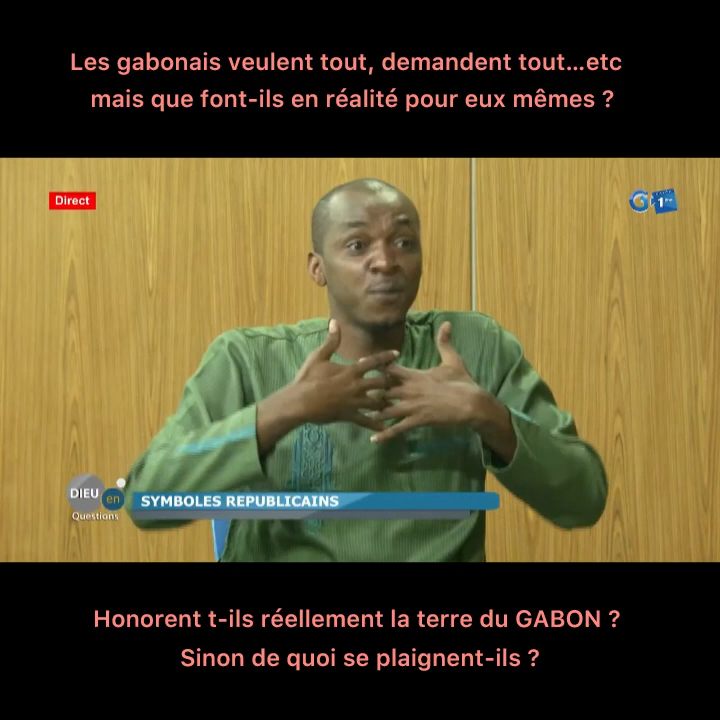 Les gabonais veulent tout, demandent tout...etc
mais que font-ils en réalité pour eux mêmes ?
Direct
G 1ère
DIEU en
Questions
SYMBOLES REPUBLICAINS
Honorent t-ils réellement la terre du GABON ?
Sinon de quoi se plaignent-ils ?